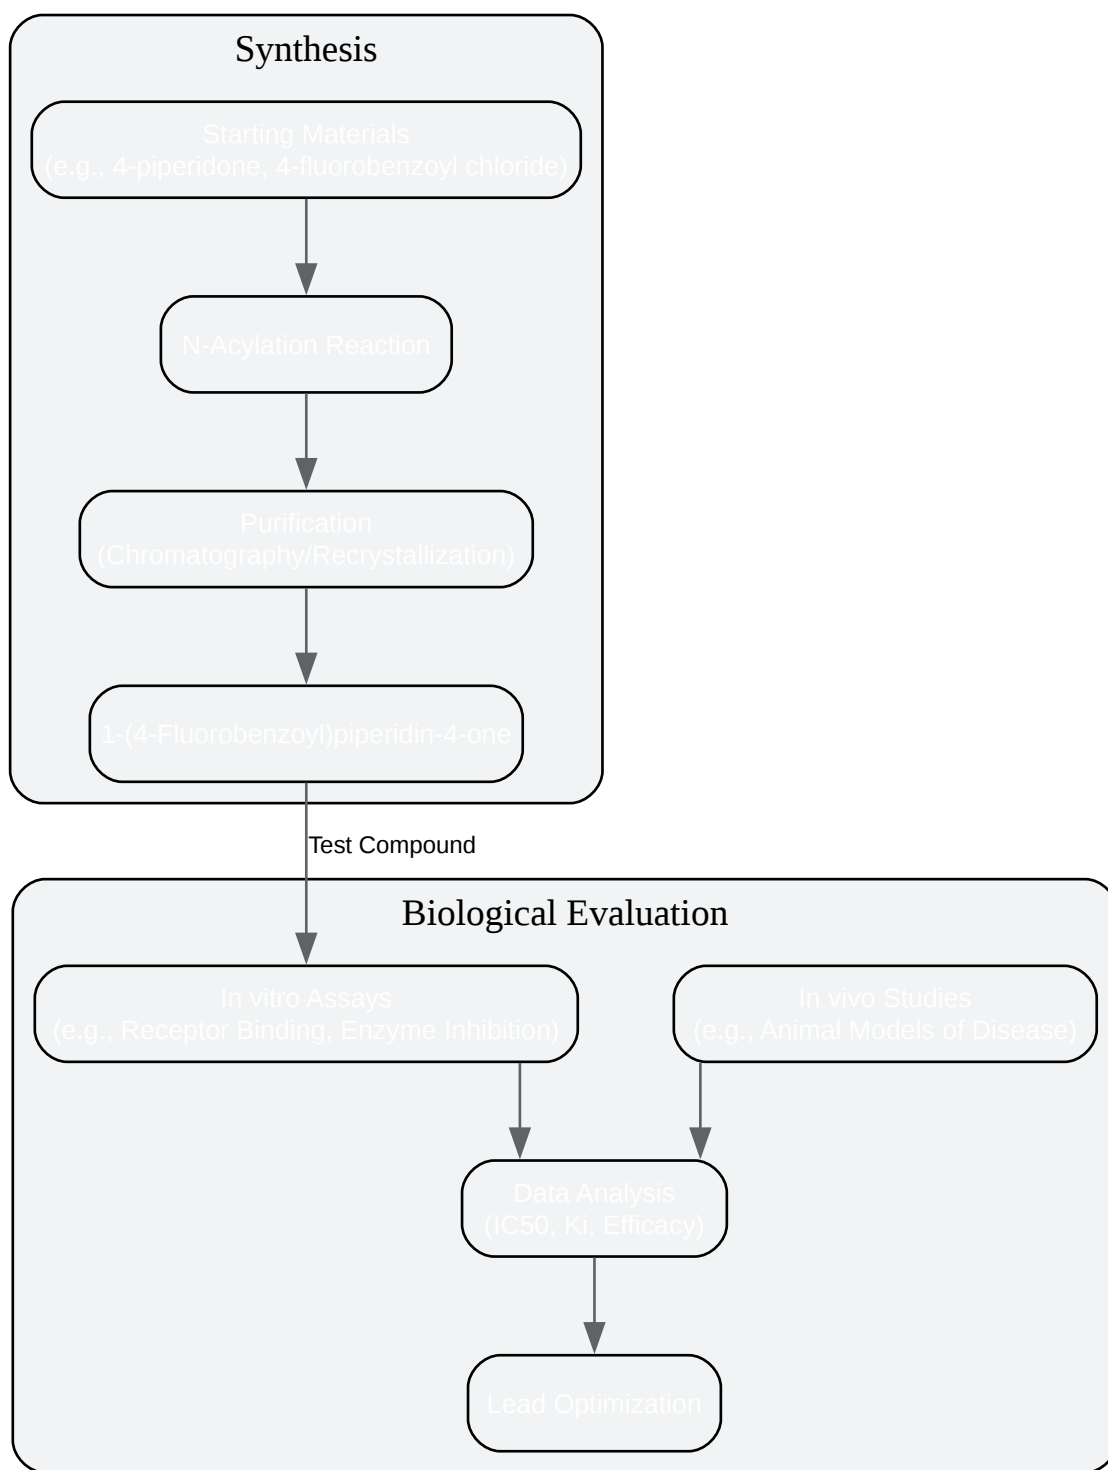 Synthesis
Starting Materials
(e.g., 4-piperidone, 4-fluorobenzoyl chloride)
N-Acylation Reaction
Purification
(Chromatography/Recrystallization)
1-(4-Fluorobenzoyl)piperidin-4-one
Test Compound
Biological Evaluation
In vitro Assays
(e.g., Receptor Binding, Enzyme Inhibition)
In vivo Studies
(e.g., Animal Models of Disease)
Data Analysis
(IC50, Ki, Efficacy)
Lead Optimization